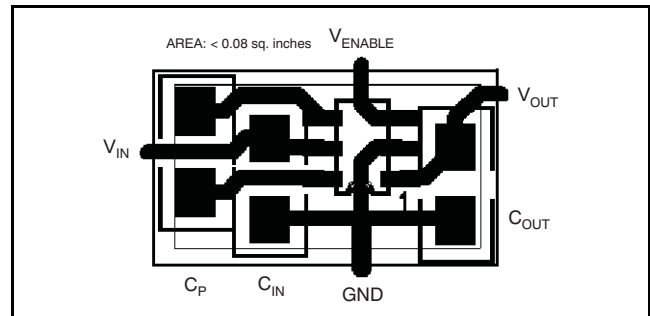 AREA: < 0.08 sq. inches
VENABLE
VOUT
VIN
1
COUT
CP
CIN
GND